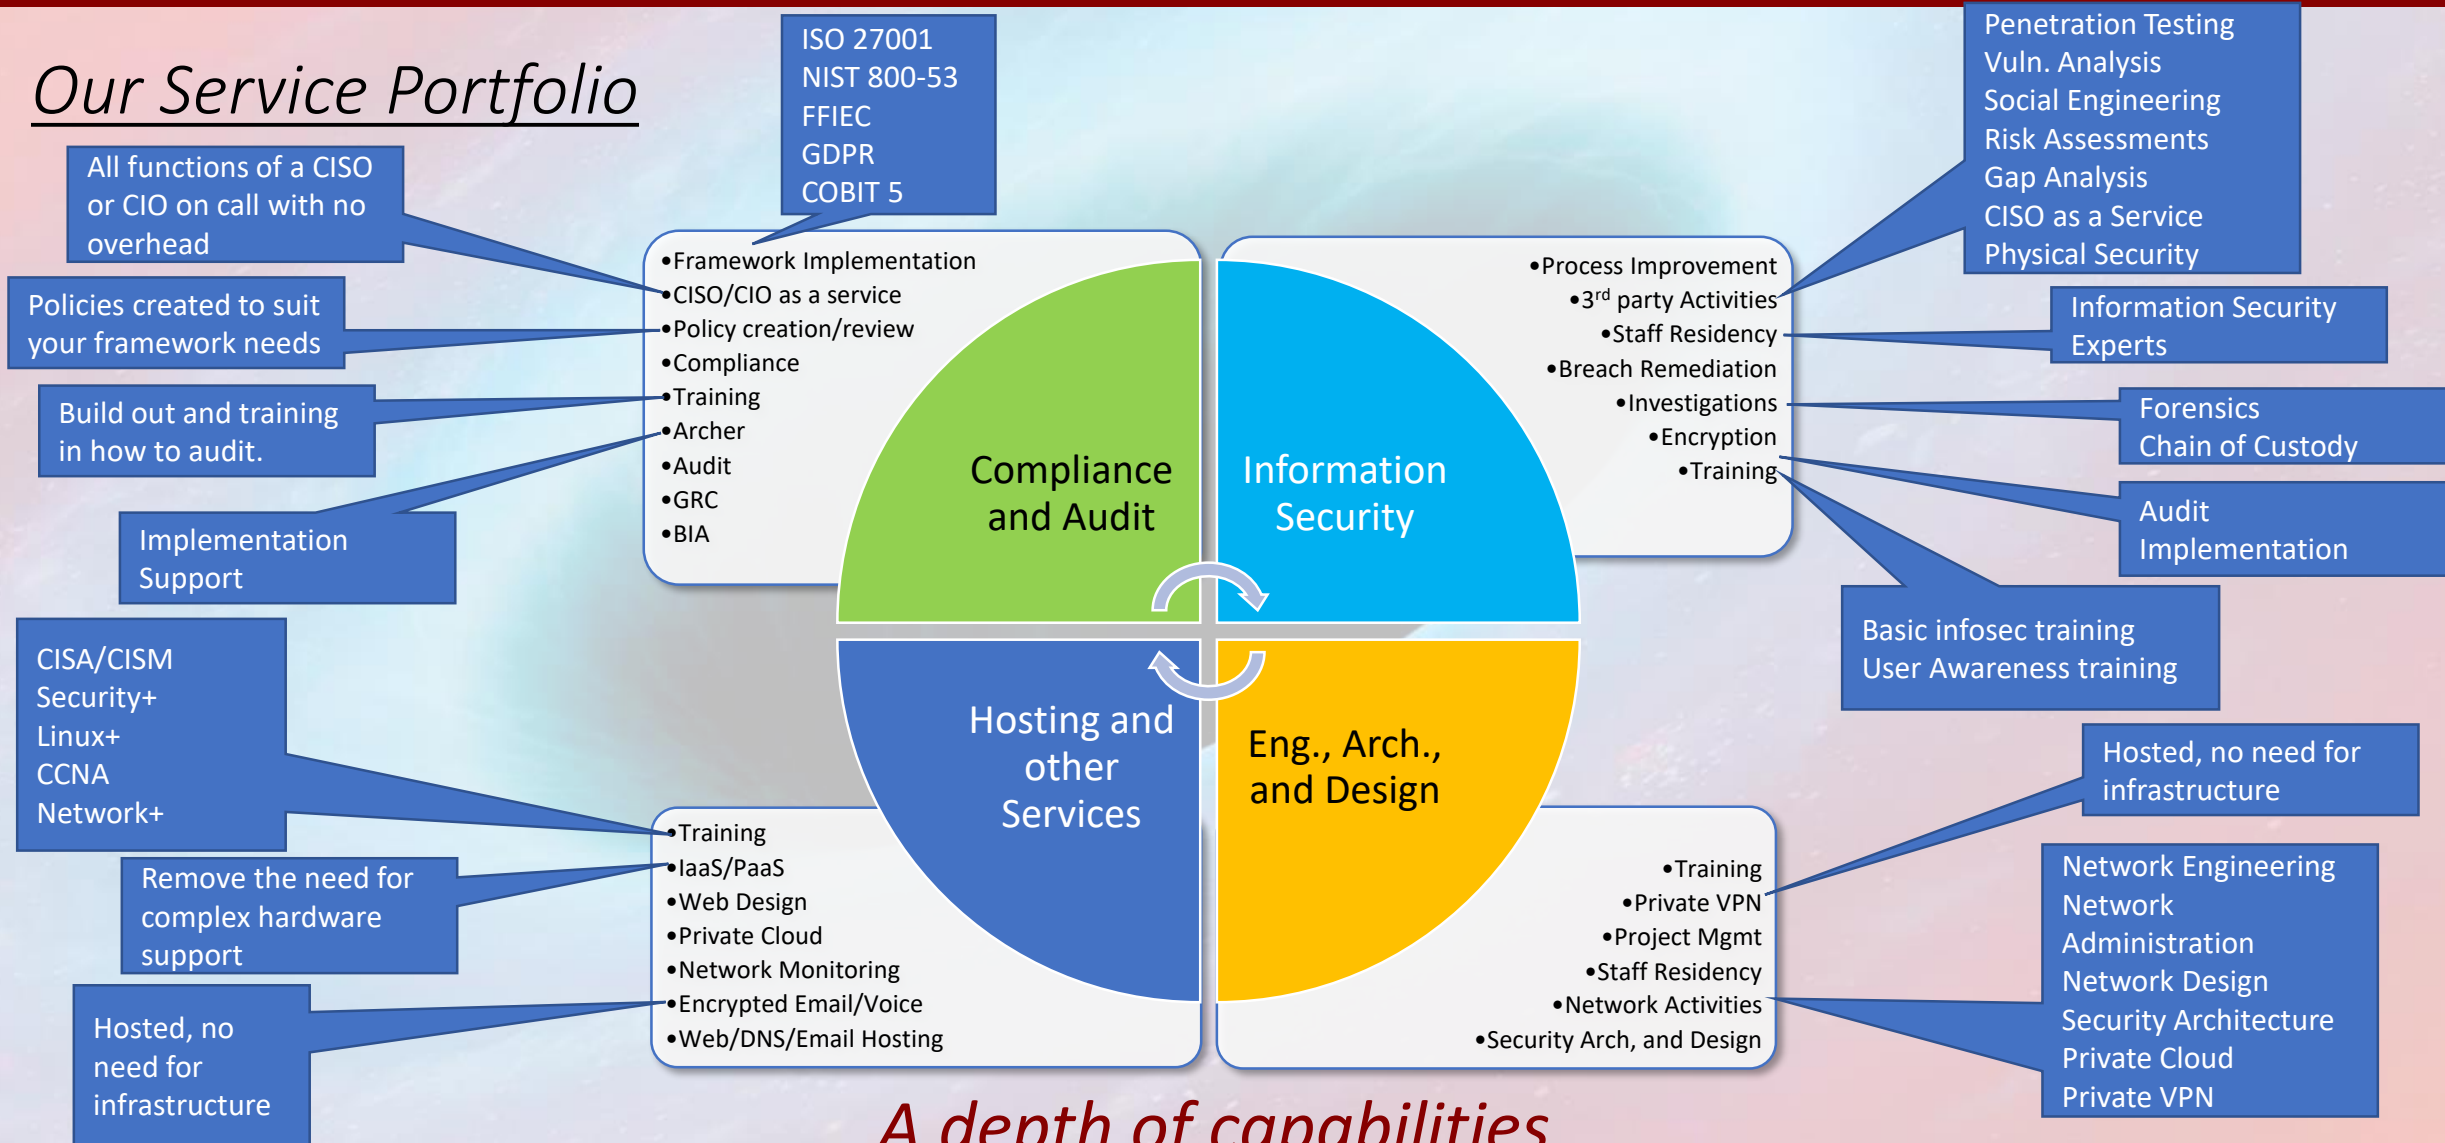 Our Service Portfolio
ISO 27001
NIST 800-53
FFIEC
GDPR
COBIT 5
Penetration Testing
Vuln. Analysis
Social Engineering
Risk Assessments
Gap Analysis
CISO as a Service
Physical Security
All functions of a CISO
or CIO on call with no
overhead
Policies created to suit
your framework needs
Build out and training
in how to audit.
Implementation
Support
•Framework Implementation
•CISO/CIO as a service
•Policy creation/review
•Compliance
•Training
•Archer
•Audit
•GRC
•BIA
Compliance
and Audit
Information
Security
•Process Improvement
•3rd party Activities
•Staff Residency
•Breach Remediation
•Investigations
•Encryption
•Training
Information Security
Experts
Forensics
Chain of Custody
Audit
Implementation
Basic infosec training
User Awareness training
CISA/CISM
Security+
Linux+
CCNA
Network+
Remove the need for
complex hardware
support
Hosted, no
need for
infrastructure
•Training
•IaaS/PaaS
•Web Design
•Private Cloud
•Network Monitoring
•Encrypted Email/Voice
•Web/DNS/Email Hosting
Hosting and
other
Services
Eng., Arch.,
and Design
•Training
•Private VPN
•Project Mgmt
•Staff Residency
•Network Activities
•Security Arch, and Design
Hosted, no need for
infrastructure
Network Engineering
Network
Administration
Network Design
Security Architecture
Private Cloud
Private VPN
A depth of capabilities